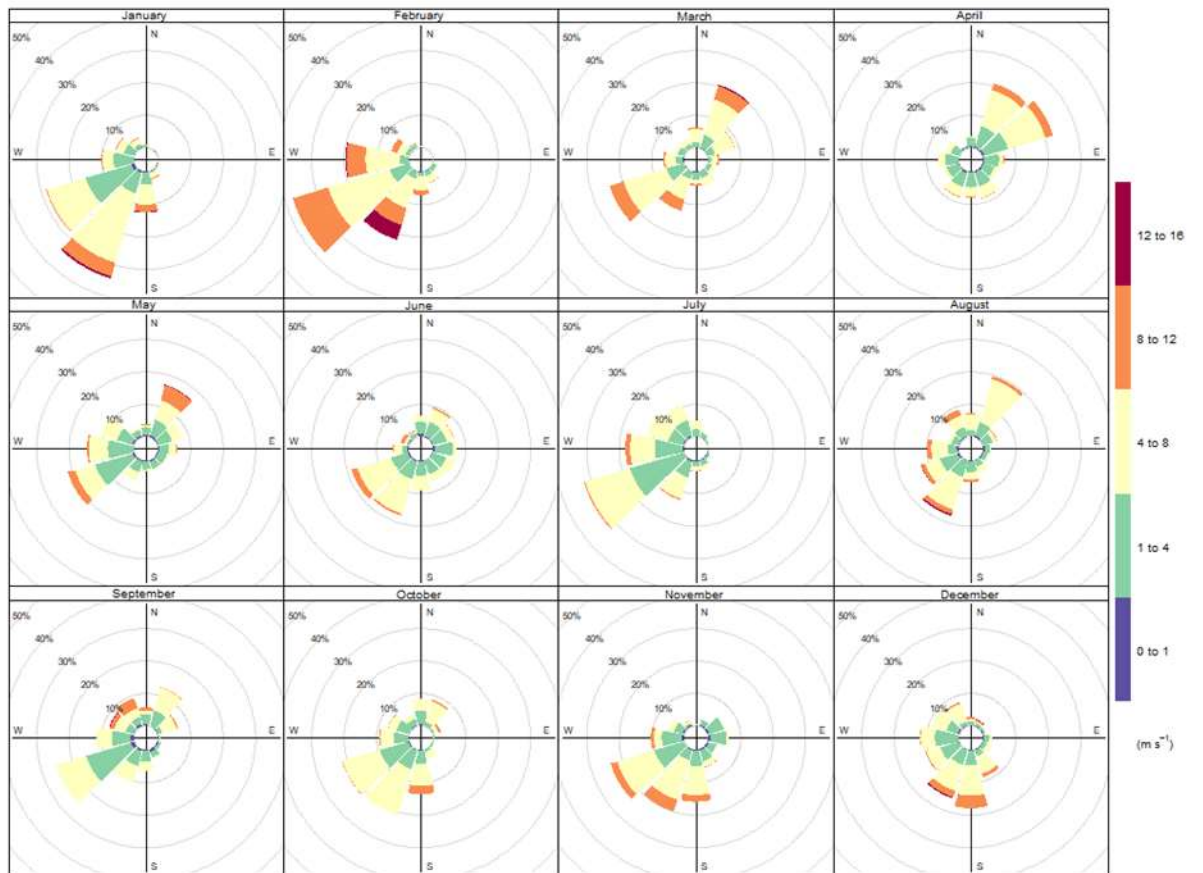 January
February
March
April
50%
40%
30%
20%
10%
N
W
E
S
50%
40%
30%
20%
10%
N
W
E
S
50%
40%
30%
20%
10%
N
W
E
S
50%
40%
30%
20%
10%
N
W
E
S
May
June
July
August
50%
40%
30%
20%
10%
N
W
E
S
50%
40%
30%
20%
10%
N
W
E
S
50%
40%
30%
20%
10%
N
W
E
S
50%
40%
30%
20%
10%
N
W
E
S
September
October
November
December
50%
40%
30%
20%
10%
N
W
E
S
50%
40%
30%
20%
10%
N
W
E
S
50%
40%
30%
20%
10%
N
W
E
S
50%
40%
30%
20%
10%
N
W
E
S
12 to 16
8 to 12
4 to 8
1 to 4
0 to 1
(m s⁻¹)